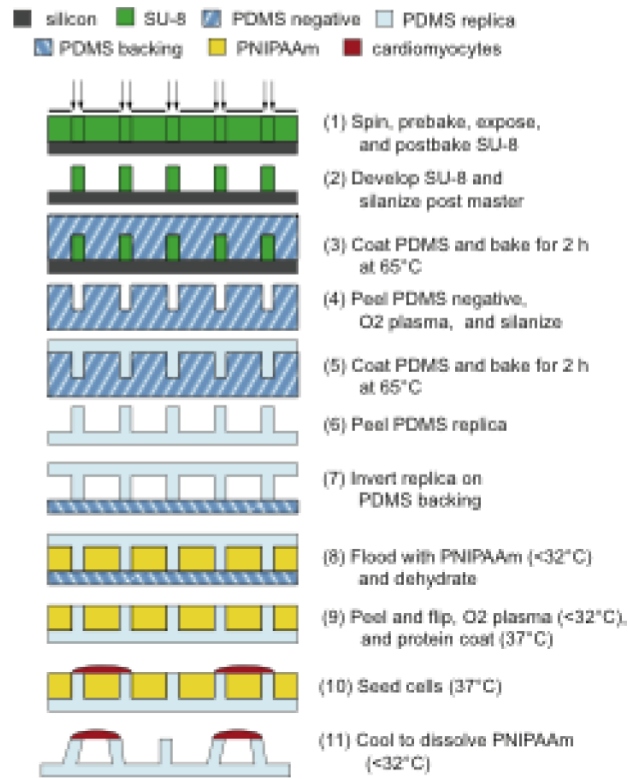 silicon SU-8 PDMS negative PDMS replica
PDMS backing PNIPAAm cardiomyocytes
(1) Spin, prebake, expose,
and postbake SU-8
(2) Develop SU-8 and
silanize post master
(3) Coat PDMS and bake for 2 h
at 65°C
(4) Peel PDMS negative,
O2 plasma, and silanize
(5) Coat PDMS and bake for 2 h
at 65°C
(6) Peel PDMS replica
(7) Invert replica on
PDMS backing
(8) Flood with PNIPAAm (<32°C)
and dehydrate
(9) Peel and flip, O2 plasma (<32°C),
and protein coat (37°C)
(10) Seed cells (37°C)
(11) Cool to dissolve PNIPAAm
(<32°C)